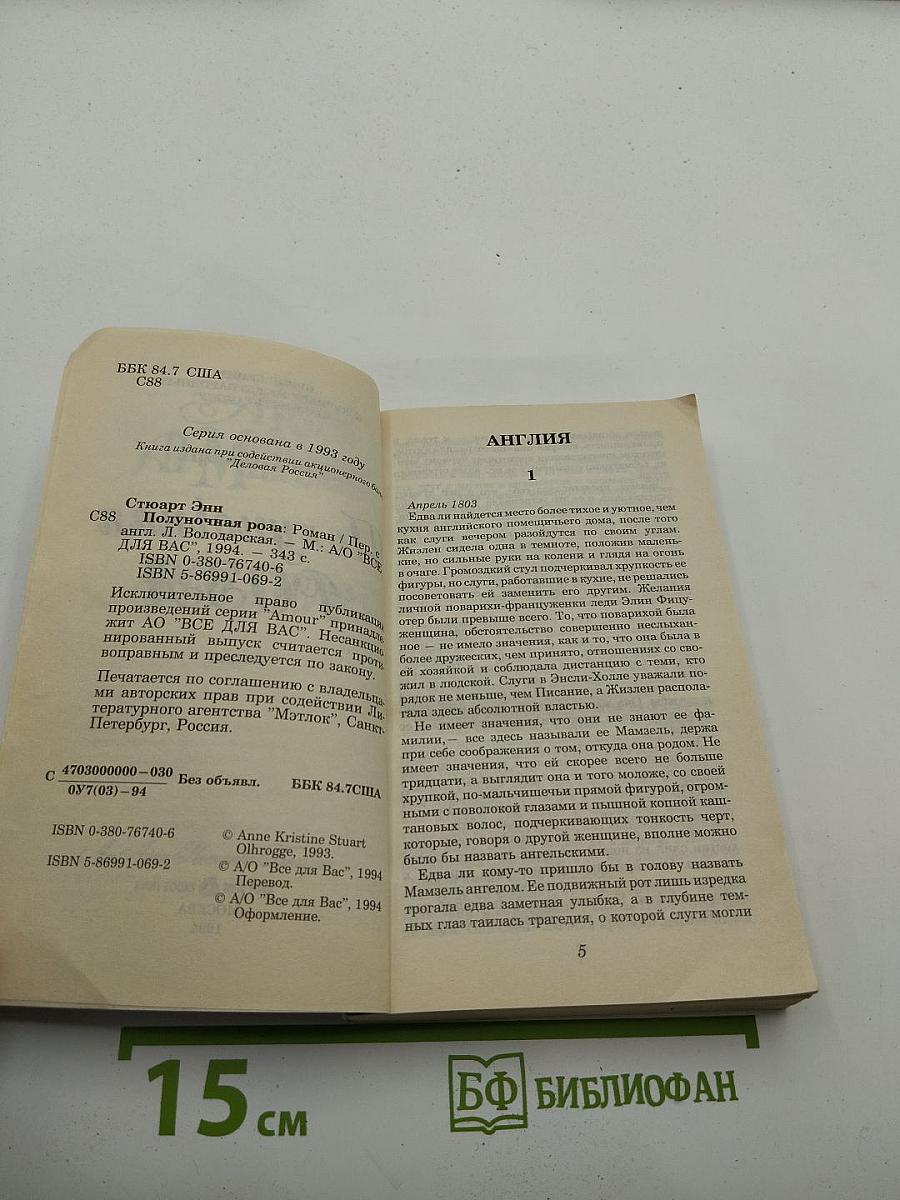 ББК 84.7 США
С88
Серия основана в 1993 году
Книга издана при содействии акционерного
"Деловая Россия"
Стюарт Энн
С88 Полуночная роза: Роман / Пер. с
англ. Л. Володарская. — М.: А/О "ВСЕ
ДЛЯ ВАС", 1994. — 343 с.
ISBN 0-380-76740-6
ISBN 5-86991-069-2
Исключительное право публикации
произведений серии "Amour" принадле
жит АО "ВСЕ ДЛЯ ВАС". Несанкцио
нированный выпуск считается проти
воправным и преследуется по закону.
Печатается по соглашению с владельца-
ми авторских прав при содействии Ли-
тературного агентства "Мэтлок", Санкт-
Петербург, Россия.
С 4703000000—030 Без объявл. ББК 84.7США
0У7(03)—94
ISBN 0-380-76740-6
© Anne Kristine Stuart
Olhrogge, 1993.
ISBN 5-86991-069-2
© А/О "Все для Вас", 1994
Перевод.
© А/О "Все для Вас", 1994
Оформление.
АНГЛИЯ
1
Апрель 1803
Едва ли найдется место более тихое и уютное, чем
кухня английского помещичьего дома, после того
как слуги вечером разойдутся по своим углам.
Жизлен сидела одна в темноте, положив малень-
кие, но сильные руки на колени и глядя на огонь
в очаге. Громоздкий стул подчеркивал хрупкость ее
фигуры, но слуги, работавшие в кухне, не решались
посоветовать ей заменить его другим. Желания
личной поварихи-француженки леди Элин Фицу-
отер были превыше всего. То, что поварихой была
женщина, обстоятельство совершенно неслыхан-
ное — не имело значения, как и то, что она была в
более дружеских, чем принято, отношениях со сво-
ей хозяйкой и соблюдала дистанцию с теми, кто
жил в людской. Слуги в Энсли-Холле уважали по-
рядок не меньше, чем Писание, а Жизлен распола-
гала здесь абсолютной властью.
Не имеет значения, что они не знают ее фа-
милии,— все здесь называли ее Мамзель, держа
при себе соображения о том, откуда она родом. Не
имеет значения, что ей скорее всего не больше
тридцати, а выглядит она и того моложе, со своей
хрупкой, по-мальчишечьи прямой фигурой, огром-
ными с поволокой глазами и пышной копной каш-
тановых волос, подчеркивающих тонкость черт,
которые, говоря о другой женщине, вполне можно
было бы назвать ангельскими.
Едва ли кому-то пришло бы в голову назвать
Мамзель ангелом. Ее подвижный рот лишь изредка
трогала едва заметная улыбка, а в глубине тем-
ных глаз таилась трагедия, о которой слуги могли
5
15 см
БФ БИБЛИОФАН